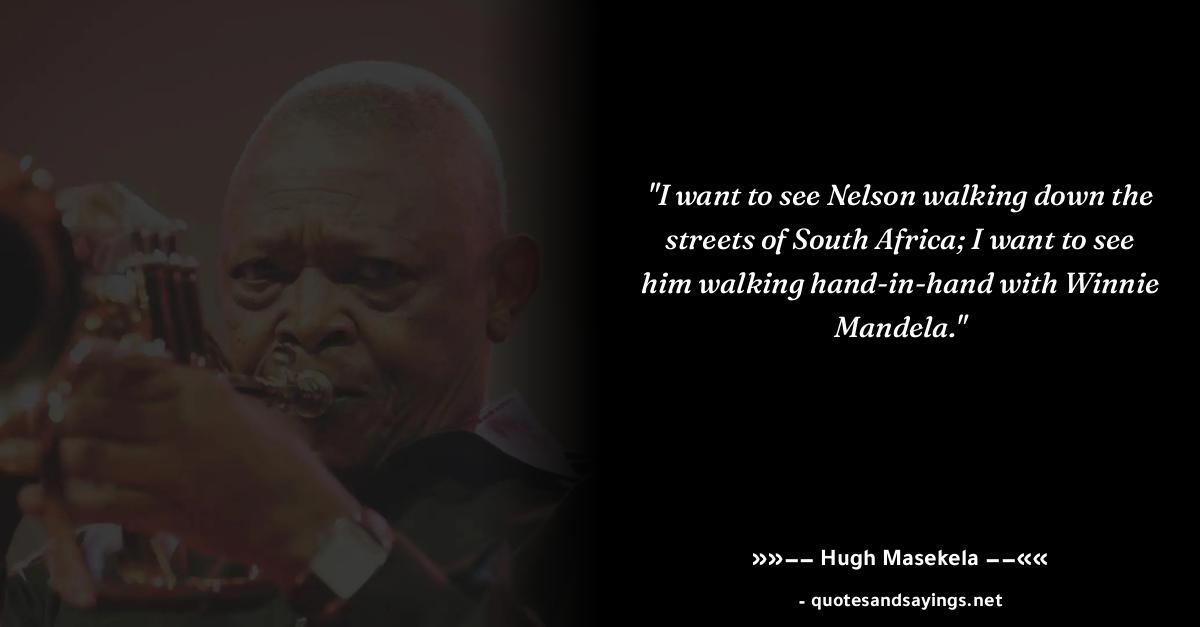 "I want to see Nelson walking down the
streets of South Africa; I want to see
him walking hand-in-hand with Winnie
Mandela."
»»−− Hugh Masekela −−««
- quotesandsayings.net